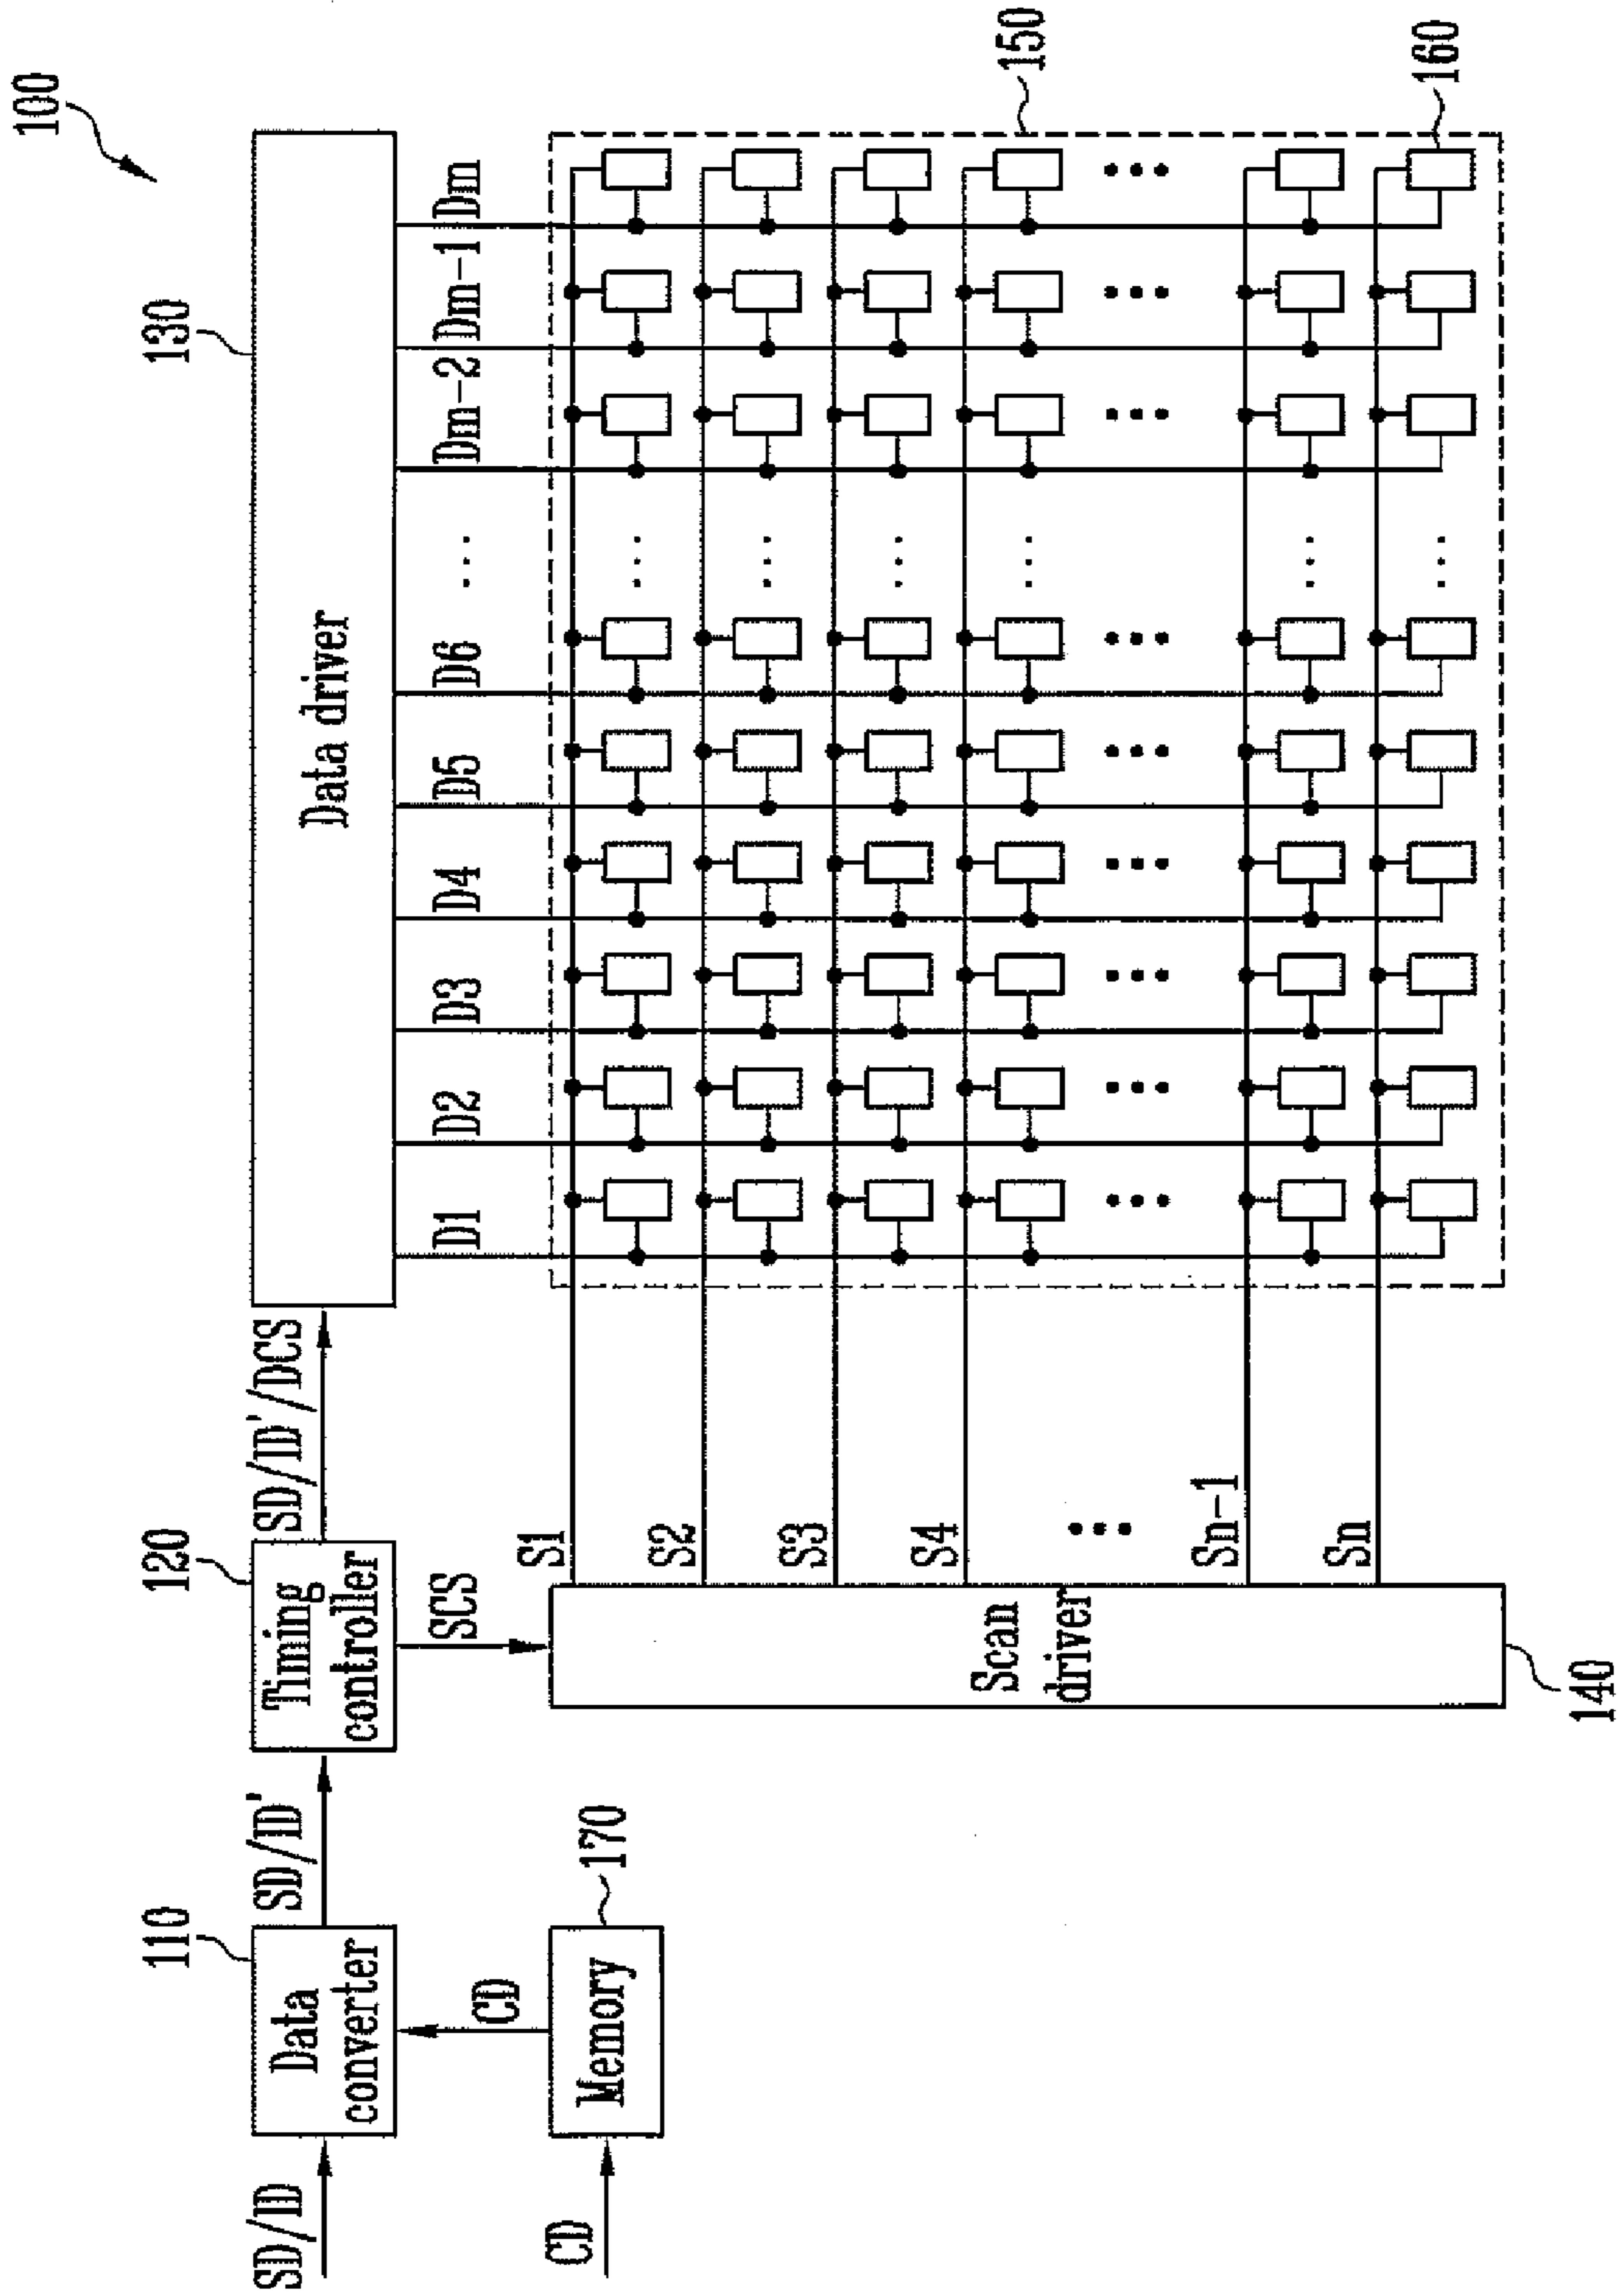 100
130
Data driver
D1
D2
D3
D4
D5
D6
...
Dm-2
Dm-1
Dm
150
160
SD/ID
110
Data
converter
SD/ID'
120
Timing
controller
SD/ID'/DCS
CD
CD
Memory
170
SCS
Scan
driver
140
S1
S2
S3
S4
...
Sn-1
Sn